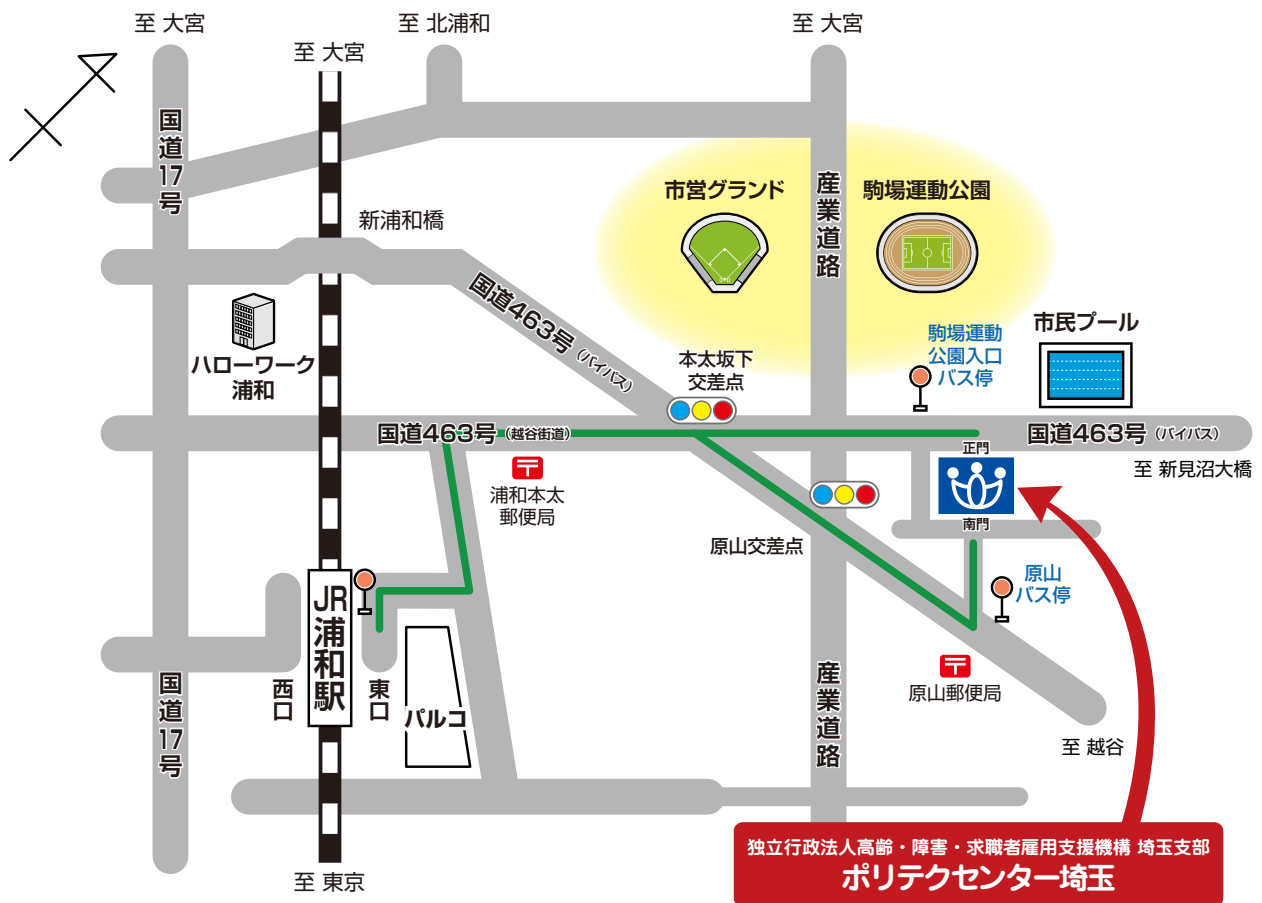 至 大宮
至 北浦和
至 大宮
至 大宮
国道17号
新浦和橋
市営グランド
産業道路
駒場運動公園
国道463号(バイパス)
駒場運動
公園入口
バス停
市民プール
本太坂下
交差点
ハローワーク
浦和
国道463号(越谷街道)
国道463号(バイパス)
正門
至 新見沼大橋
浦和本太
郵便局
南門
原山交差点
原山
バス停
JR浦和駅
西口
東口
パルコ
国道17号
原山郵便局
産業道路
至 越谷
至 東京
独立行政法人高齢・障害・求職者雇用支援機構 埼玉支部
ポリテクセンター埼玉